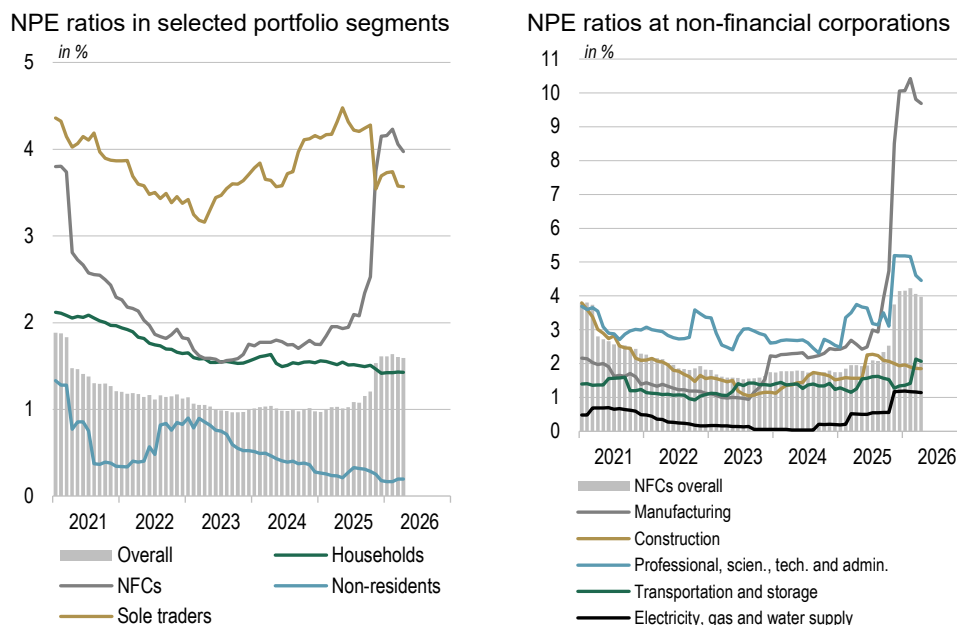 NPE ratios in selected portfolio segments
in %
5
4
3
2
1
0
2021 2022 2023 2024 2025 2026
Overall
Households
NFCs
Non-residents
Sole traders
NPE ratios at non-financial corporations
in %
11
10
9
8
7
6
5
4
3
2
1
0
2021 2022 2023 2024 2025 2026
NFCs overall
Manufacturing
Construction
Professional, scien., tech. and admin.
Transportation and storage
Electricity, gas and water supply